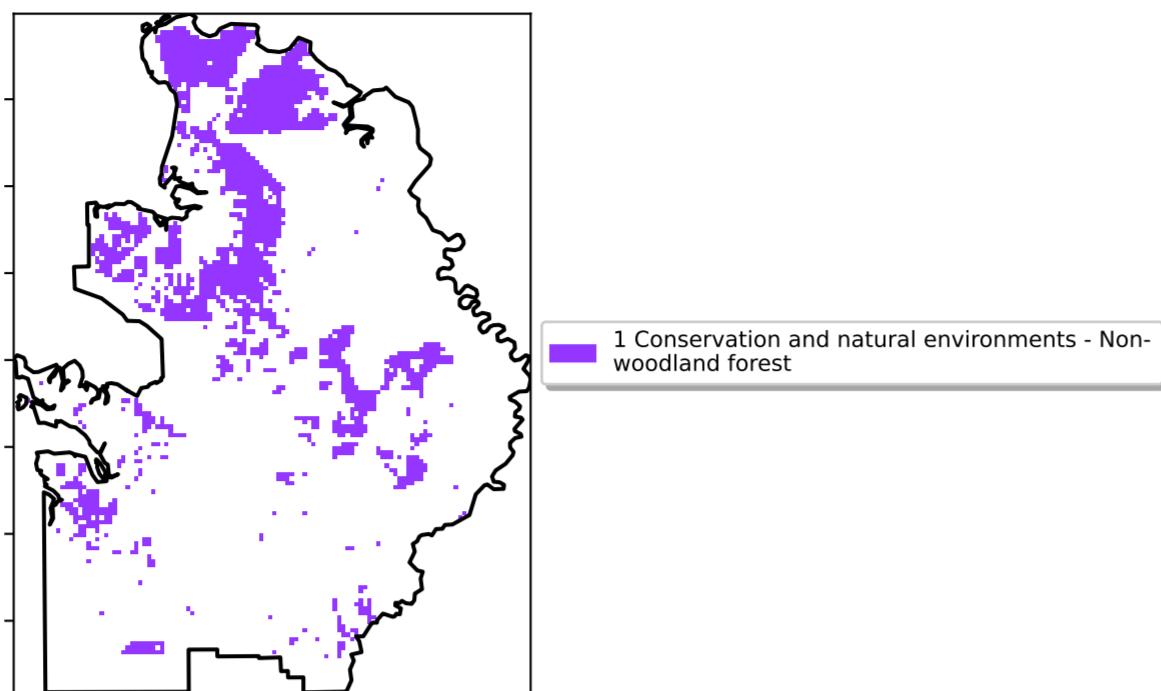 1 Conservation and natural environments - Non-
woodland forest